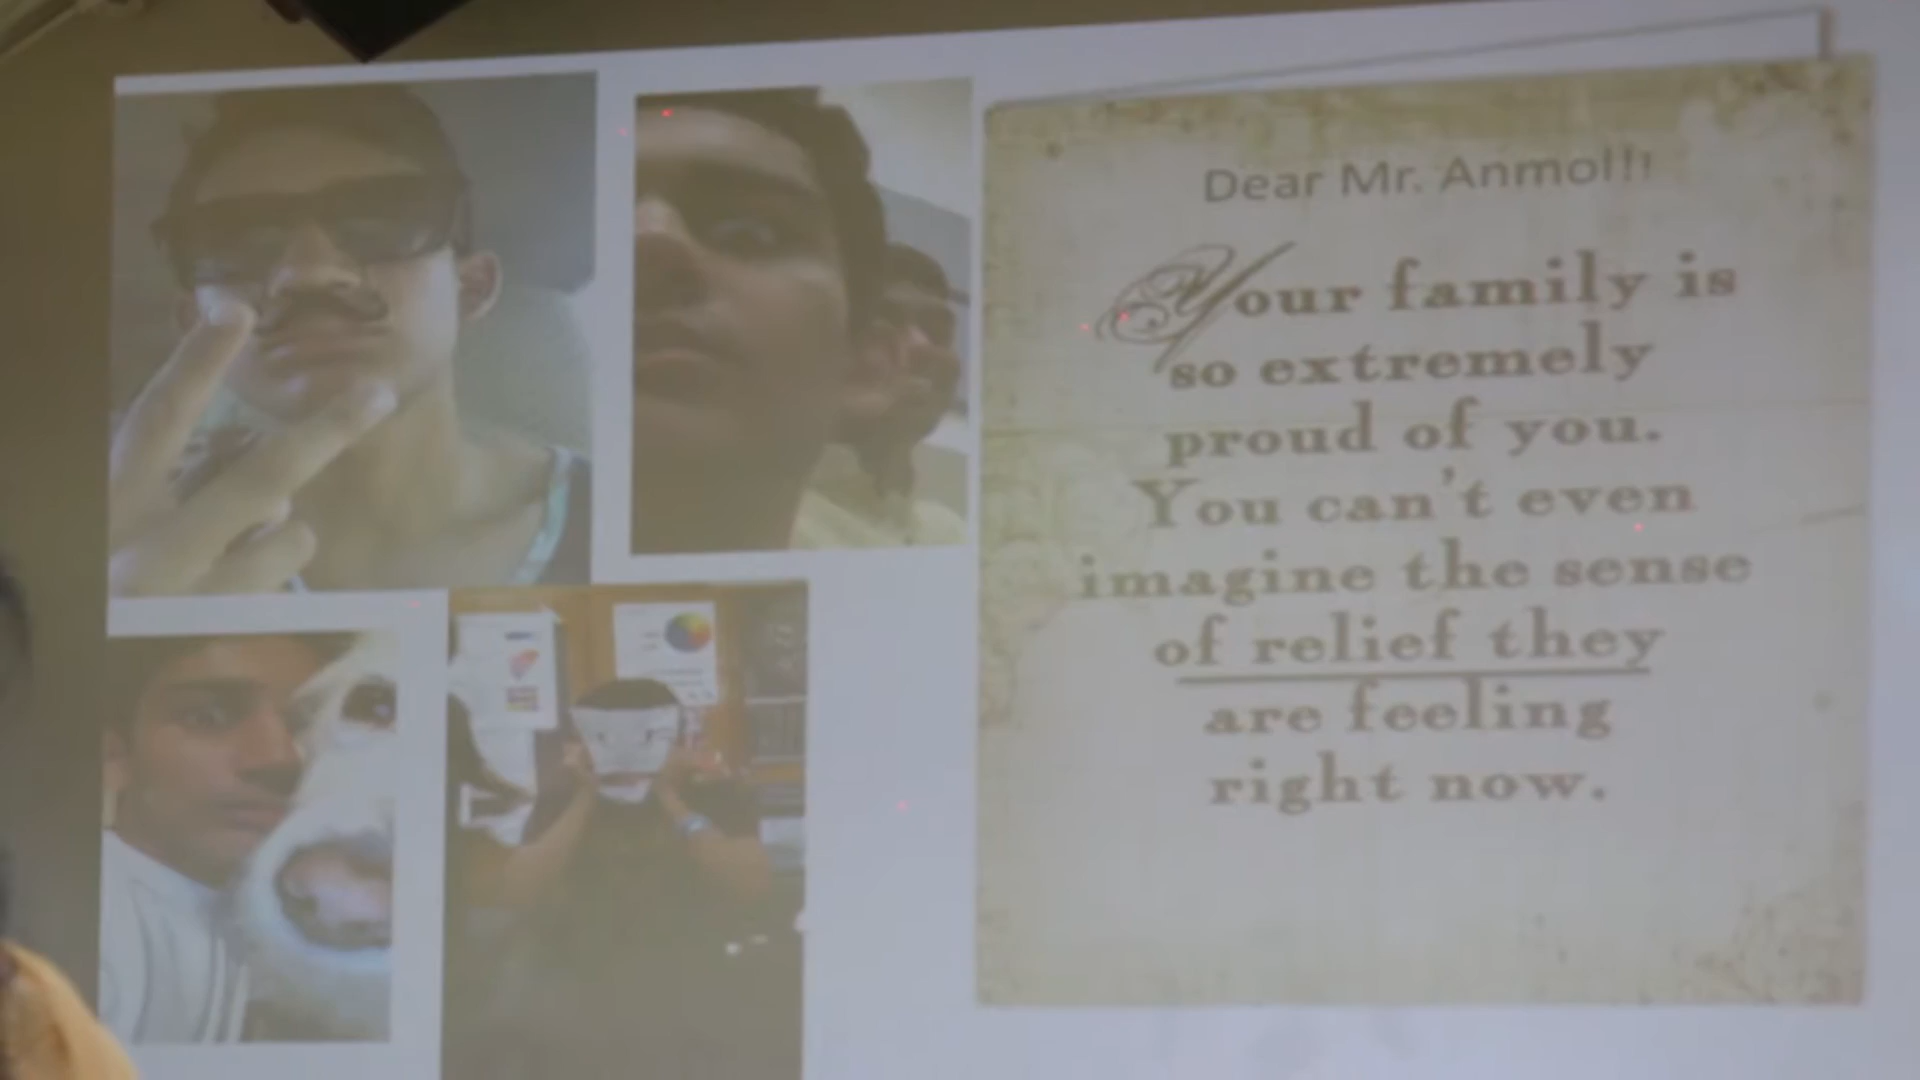 Dear Mr. Anmol!!!
Your family is
so extremely
proud of you.
You can't even
imagine the sense
of relief they
are feeling
right now.